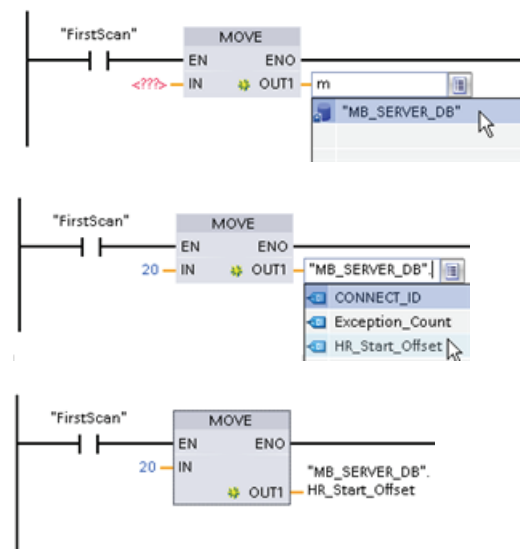 "FirstScan"
MOVE
EN ENO
<???> IN OUT1 m
"MB_SERVER_DB"
"FirstScan"
MOVE
EN ENO
20 IN OUT1 "MB_SERVER_DB".
CONNECT_ID
Exception_Count
HR_Start_Offset
"FirstScan"
MOVE
EN ENO
20 IN
"MB_SERVER_DB".
OUT1 HR_Start_Offset